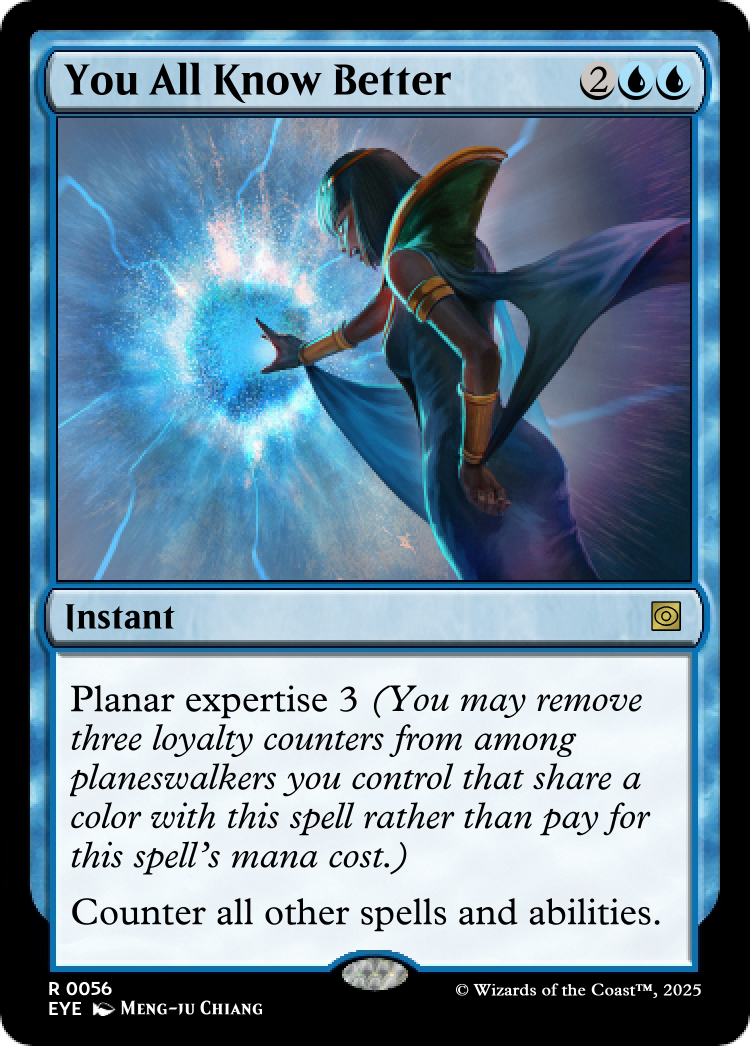 You All Know Better 2
Instant
Planar expertise 3 (You may remove
three loyalty counters from among
planeswalkers you control that share a
color with this spell rather than pay for
this spell's mana cost.)
Counter all other spells and abilities.
R 0056
EYE Meng-ju Chiang
© Wizards of the Coast™, 2025